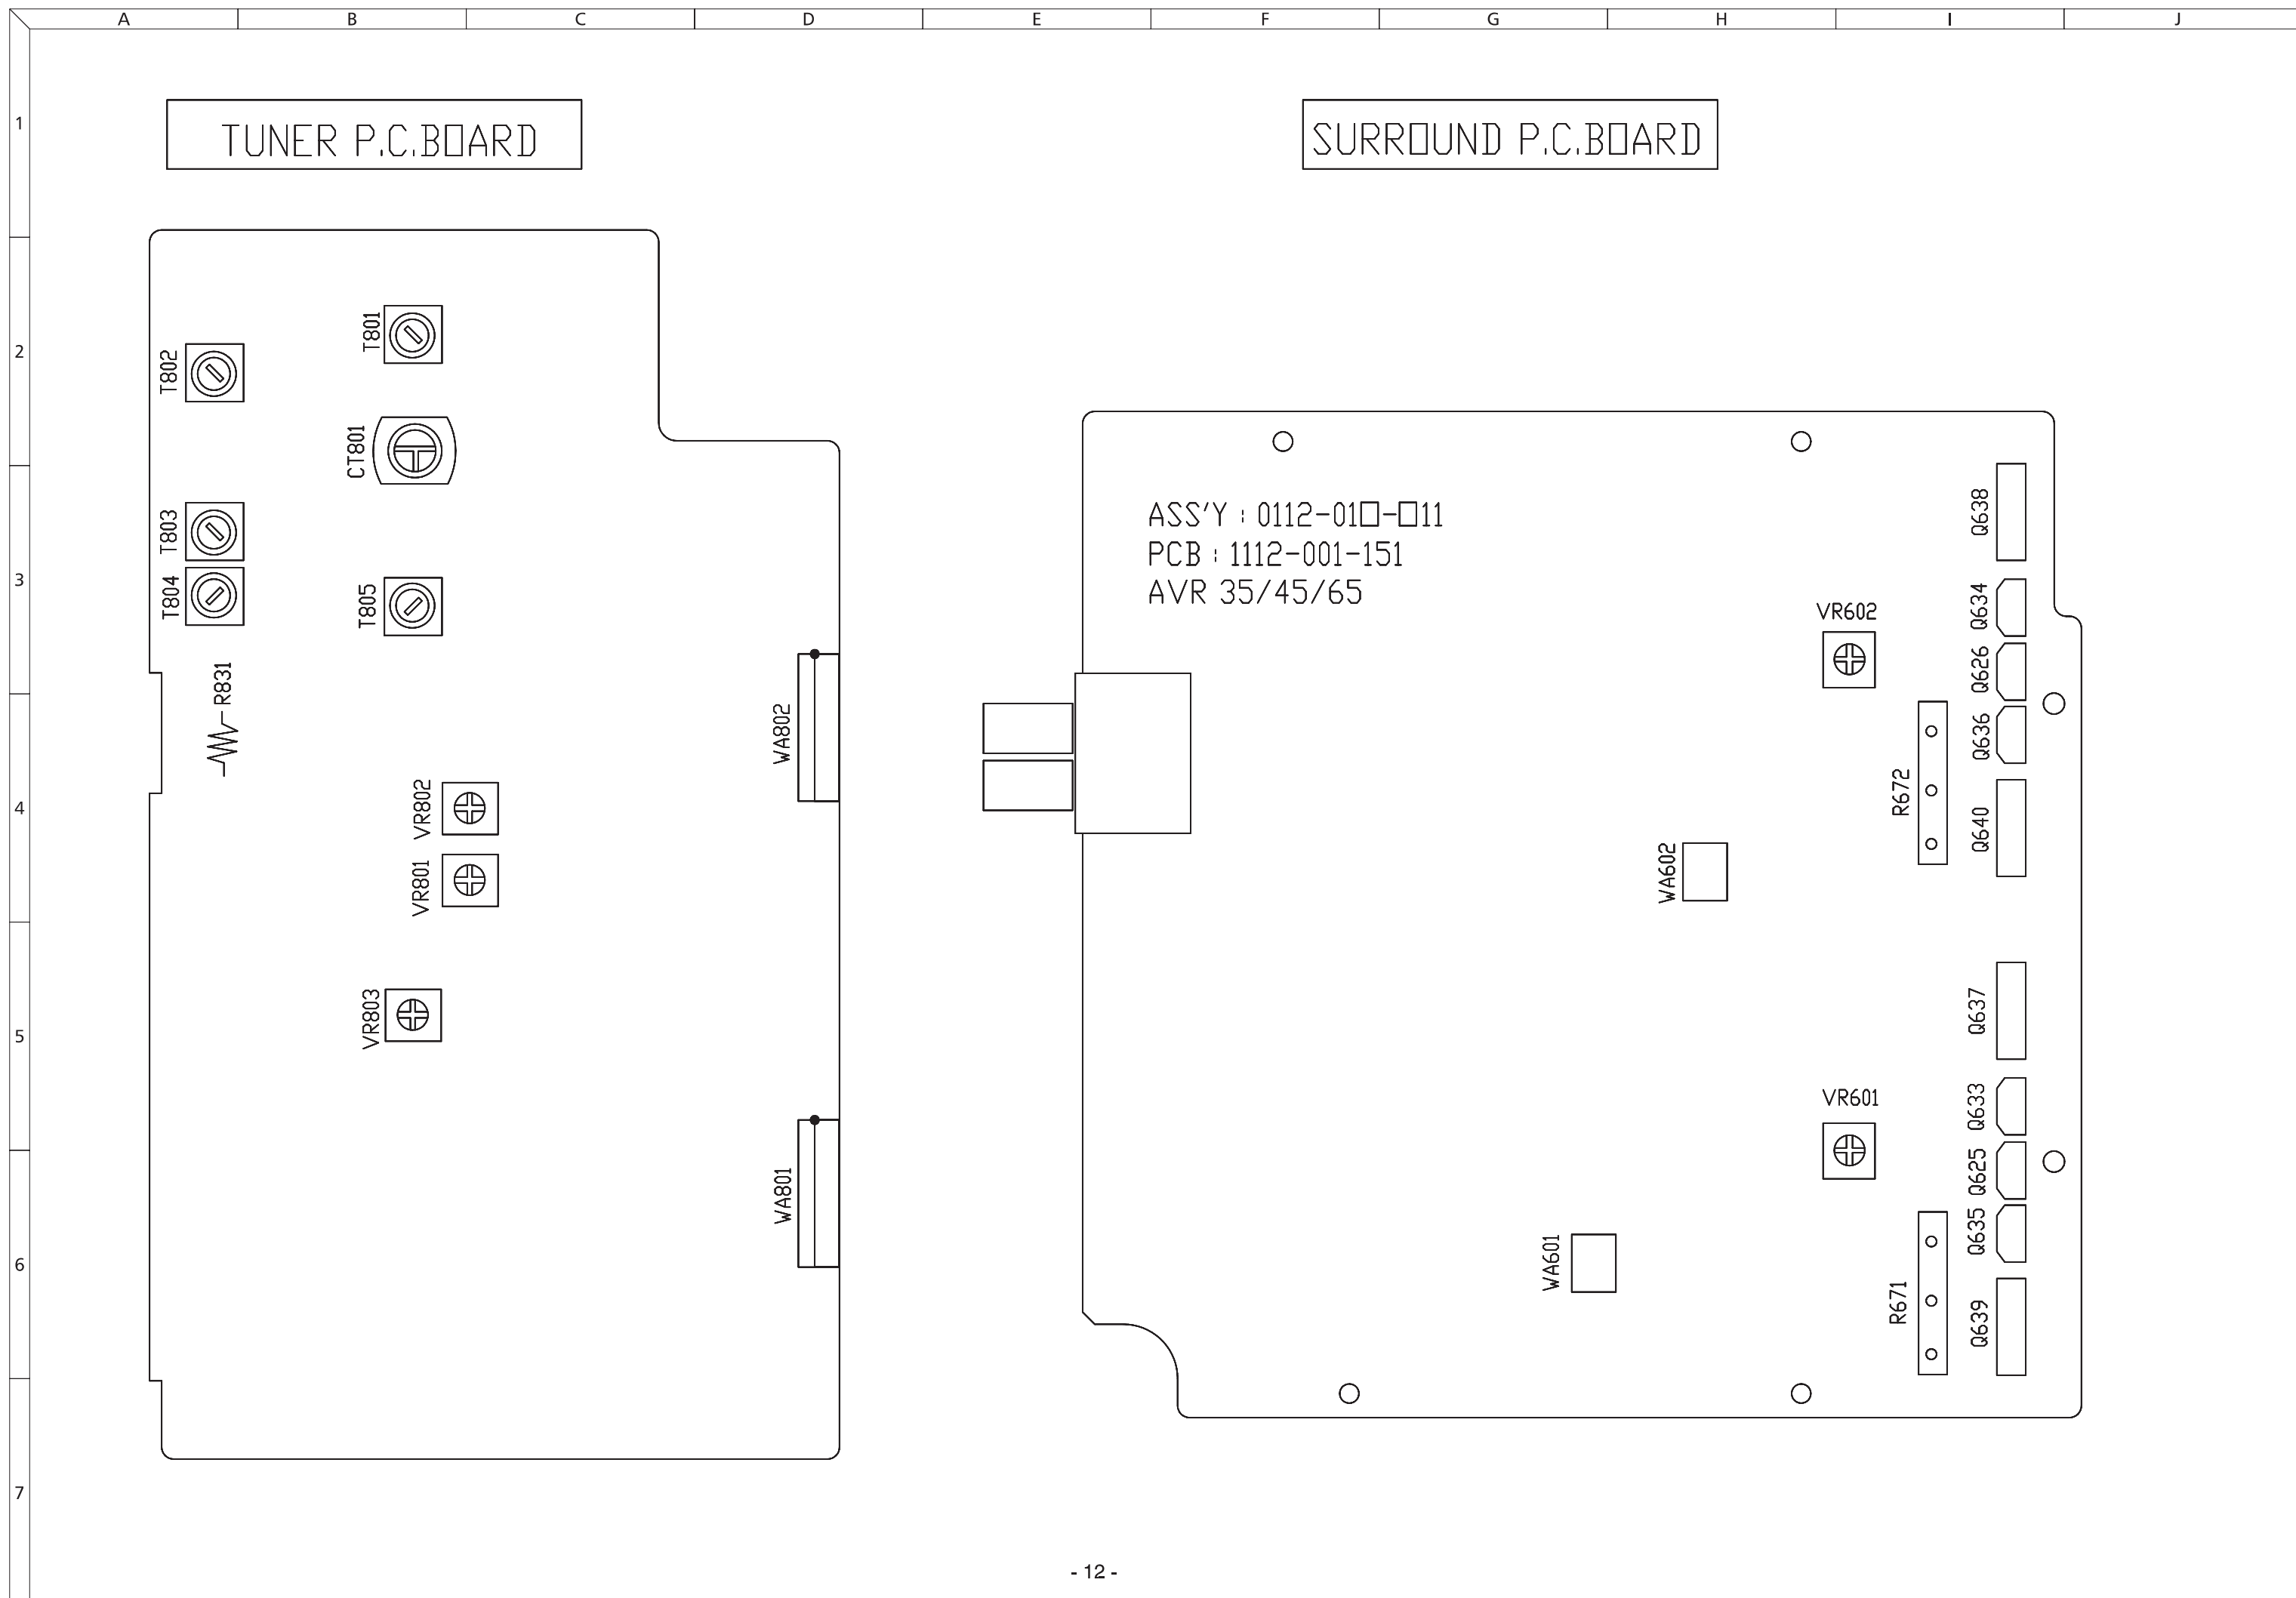 A B C D E F G H I J
1
2
3
4
5
6
7
TUNER P.C.BOARD
T801
T802
CT801
T803
T804
T805
R831
WA802
VR802
VR801
VR803
WA801
SURROUND P.C.BOARD
ASS'Y : 0112-01□-□11
PCB : 1112-001-151
AVR 35/45/65
Q638
Q634
VR602
Q626
Q636
R672
Q640
WA602
Q637
VR601
Q633
Q625
Q635
WA601
R671
Q639
- 12 -